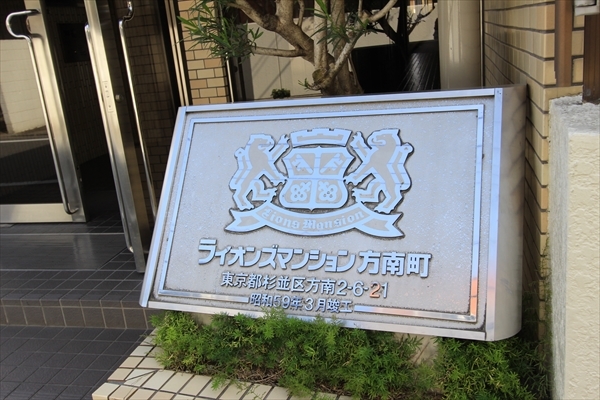 Lions Mansion
ライオンズマンション方南町
東京都杉並区方南2-6-21
昭和59年3月竣工